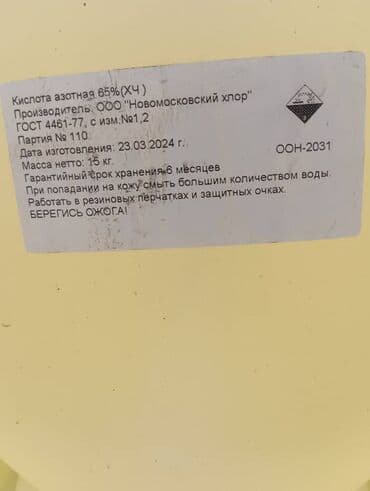 Кислота азотная 65%(ХЧ )
Производитель: ООО "Новомосковский хлор"
ГОСТ 4461-77, с изм.№1,2
Партия № 110
Дата изготовления: 23.03.2024 г.
Масса нетто: 15 кг.
ООН-2031
Гарантийный срок хранения 6 месяцев
При попадании на кожу смыть большим количеством воды.
Работать в резиновых перчатках и защитных очках.
БЕРЕГИСЬ ОЖОГА!